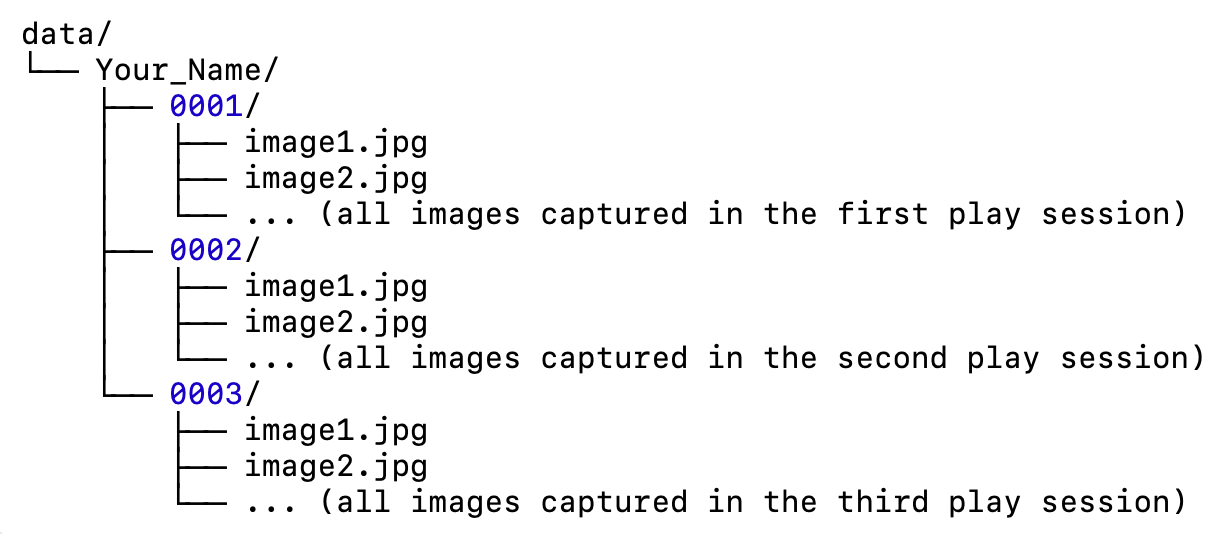 data/
└── Your_Name/
    ├── 0001/
    │   ├── image1.jpg
    │   ├── image2.jpg
    │   └── ... (all images captured in the first play session)
    ├── 0002/
    │   ├── image1.jpg
    │   ├── image2.jpg
    │   └── ... (all images captured in the second play session)
    └── 0003/
        ├── image1.jpg
        ├── image2.jpg
        └── ... (all images captured in the third play session)